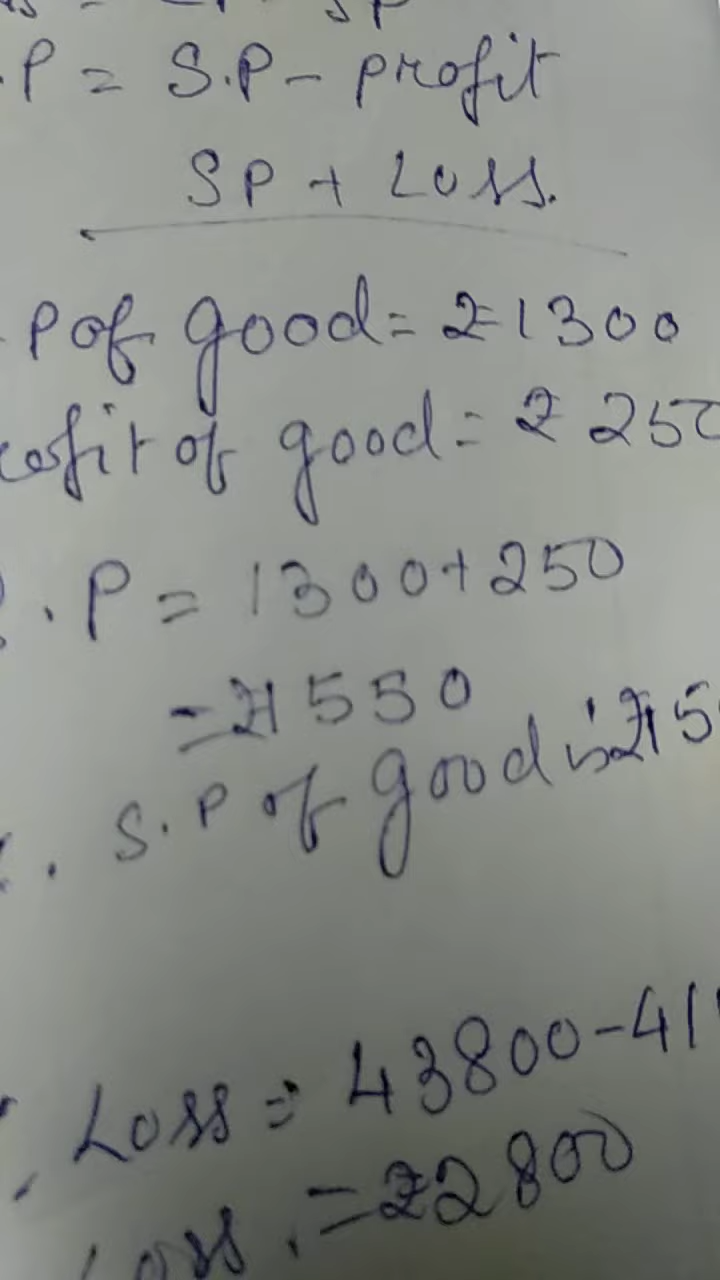 .P = S.P - profit
SP + Loss.
P of good = ₹1300
rofit of good = ₹ 250
.P = 1300+250
= ₹1550
. S.P of good is ₹15
Loss = 43800-41
Loss. = ₹2800